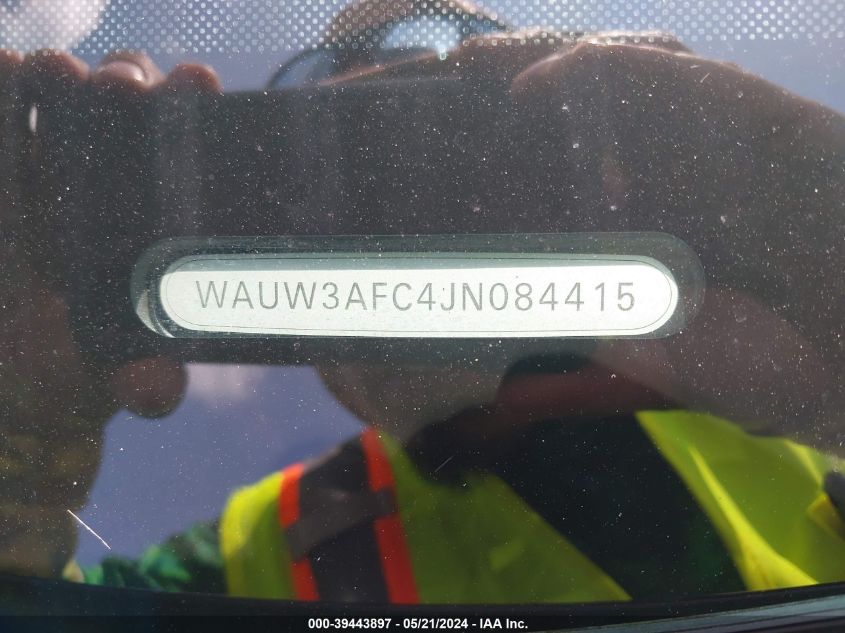 WAUW3AFC4JN084415
000-39443897 • 05/21/2024 • IAA Inc.